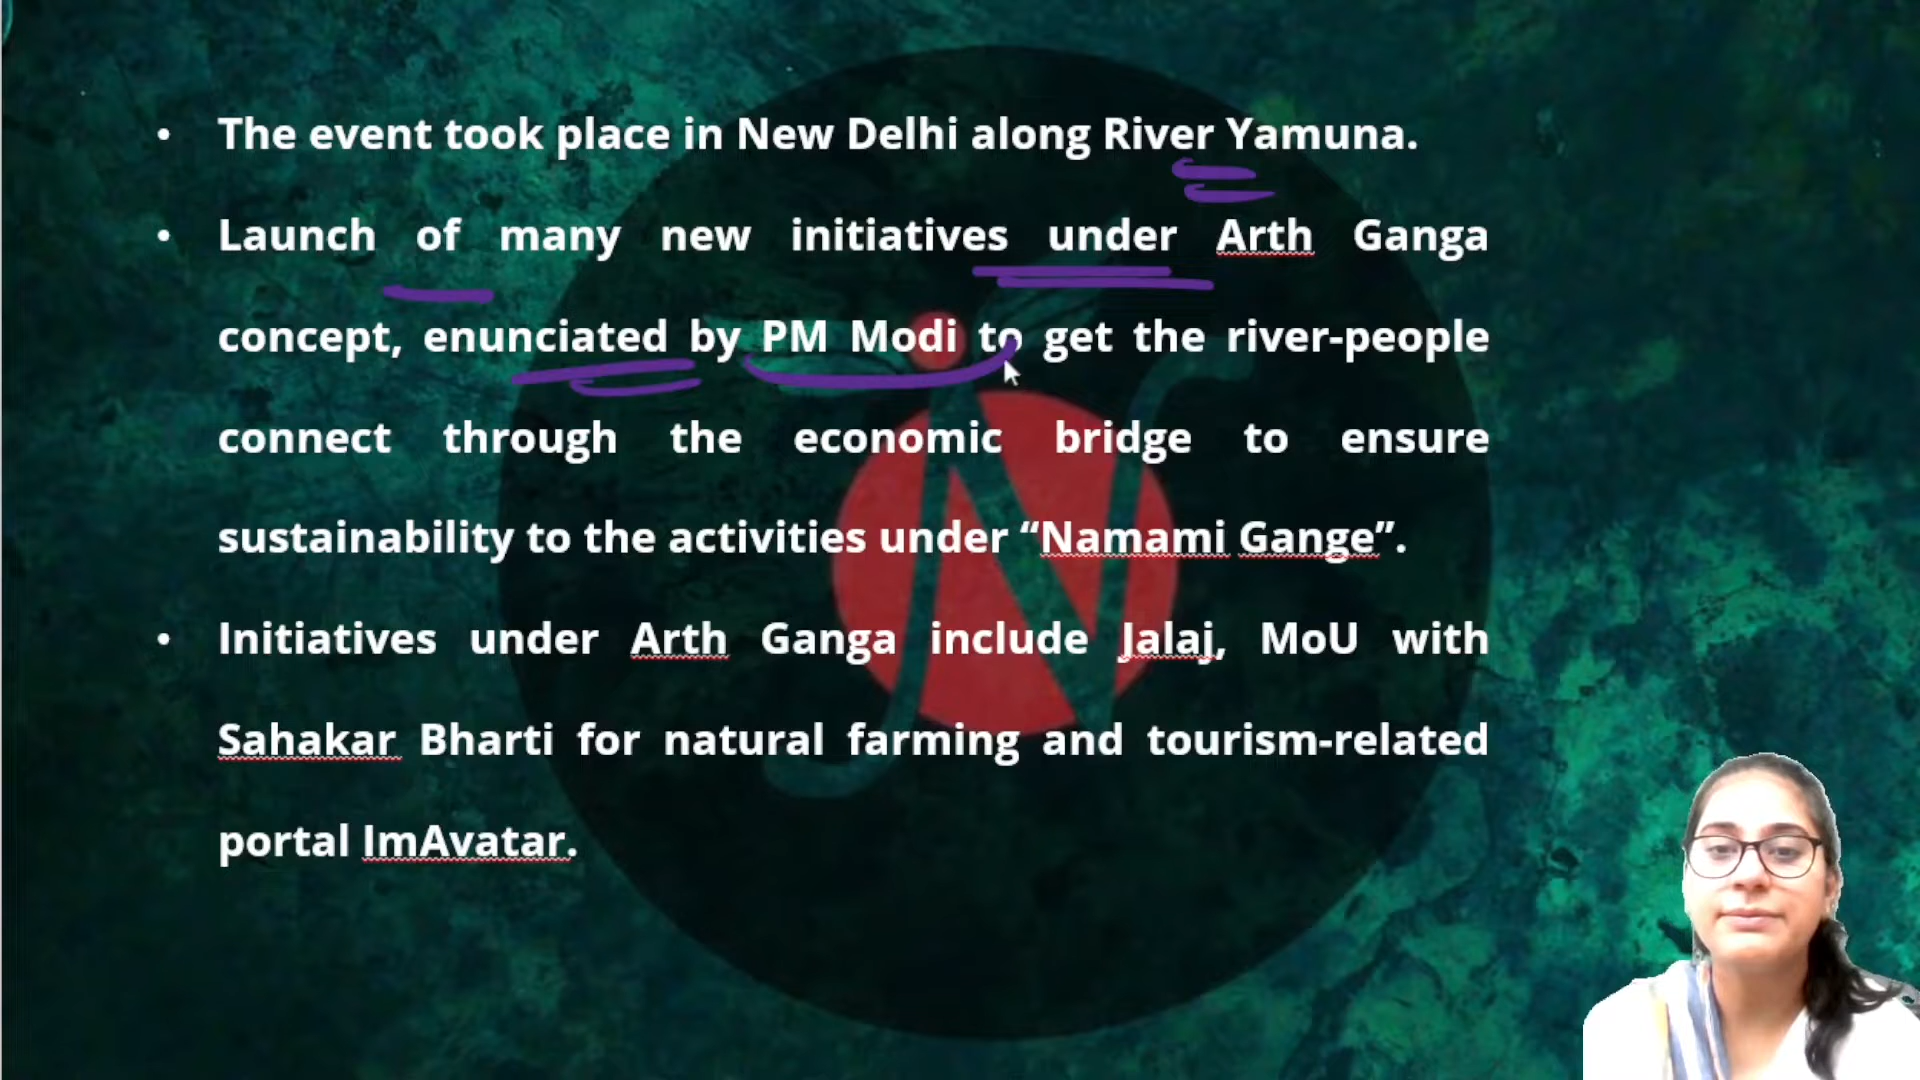 • The event took place in New Delhi along River Yamuna.
• Launch of many new initiatives under Arth Ganga
concept, enunciated by PM Modi to get the river-people
connect through the economic bridge to ensure
sustainability to the activities under “Namami Gange”.
• Initiatives under Arth Ganga include Jalaj, MoU with
Sahakar Bharti for natural farming and tourism-related
portal ImAvatar.